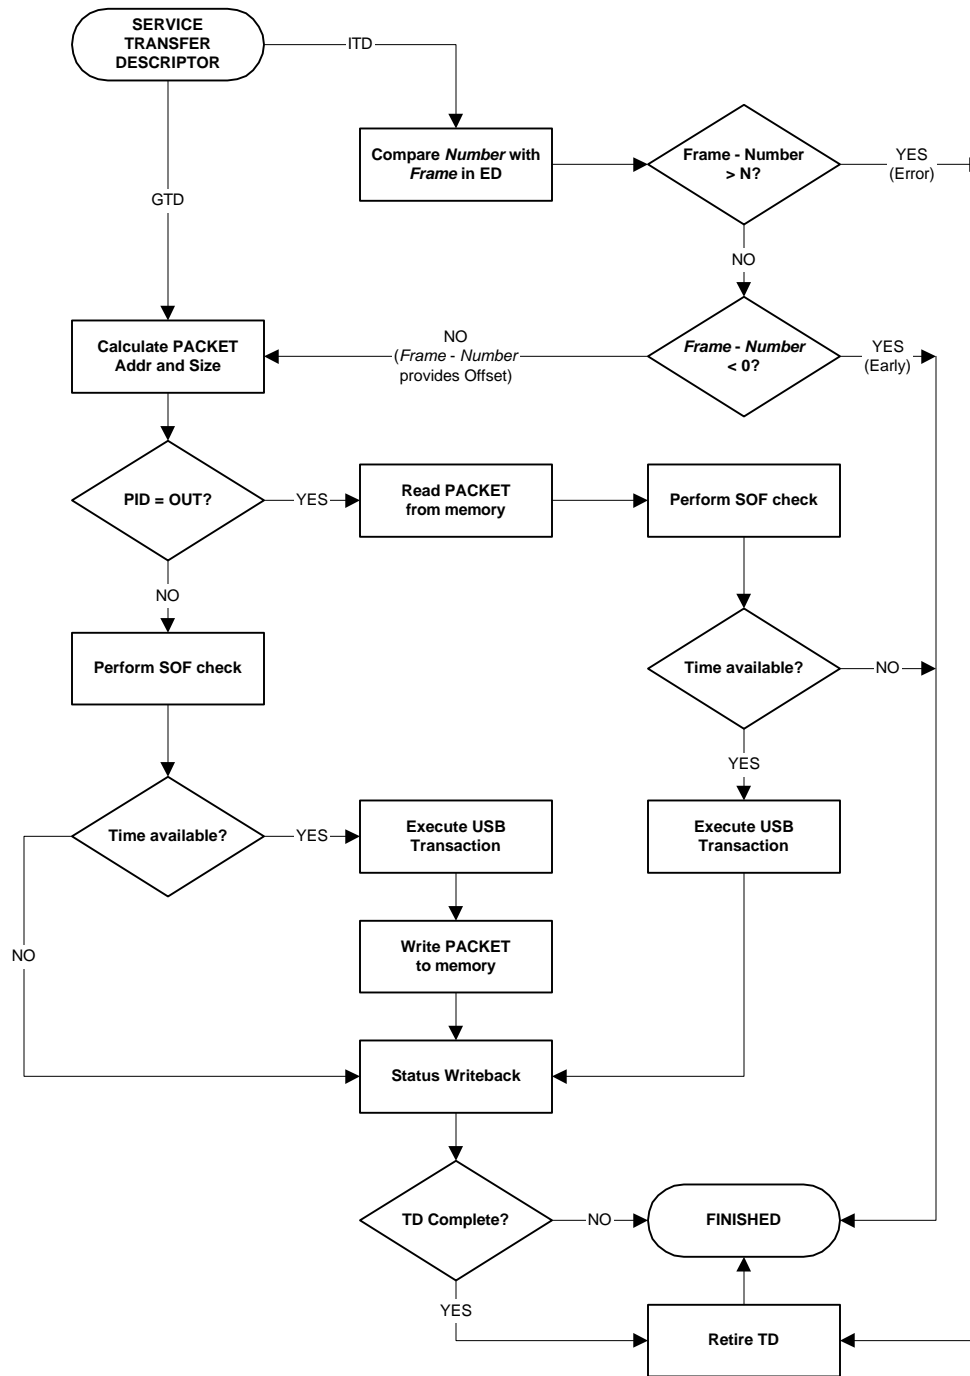 SERVICE
TRANSFER
DESCRIPTOR
ITD
Compare Number with
Frame in ED
Frame - Number
> N?
YES
(Error)
GTD
NO
Calculate PACKET
Addr and Size
NO
(Frame - Number
provides Offset)
Frame - Number
< 0?
YES
(Early)
PID = OUT?
YES
Read PACKET
from memory
Perform SOF check
NO
Perform SOF check
Time available?
NO
YES
Time available?
YES
Execute USB
Transaction
Execute USB
Transaction
NO
Write PACKET
to memory
Status Writeback
TD Complete?
NO
FINISHED
YES
Retire TD